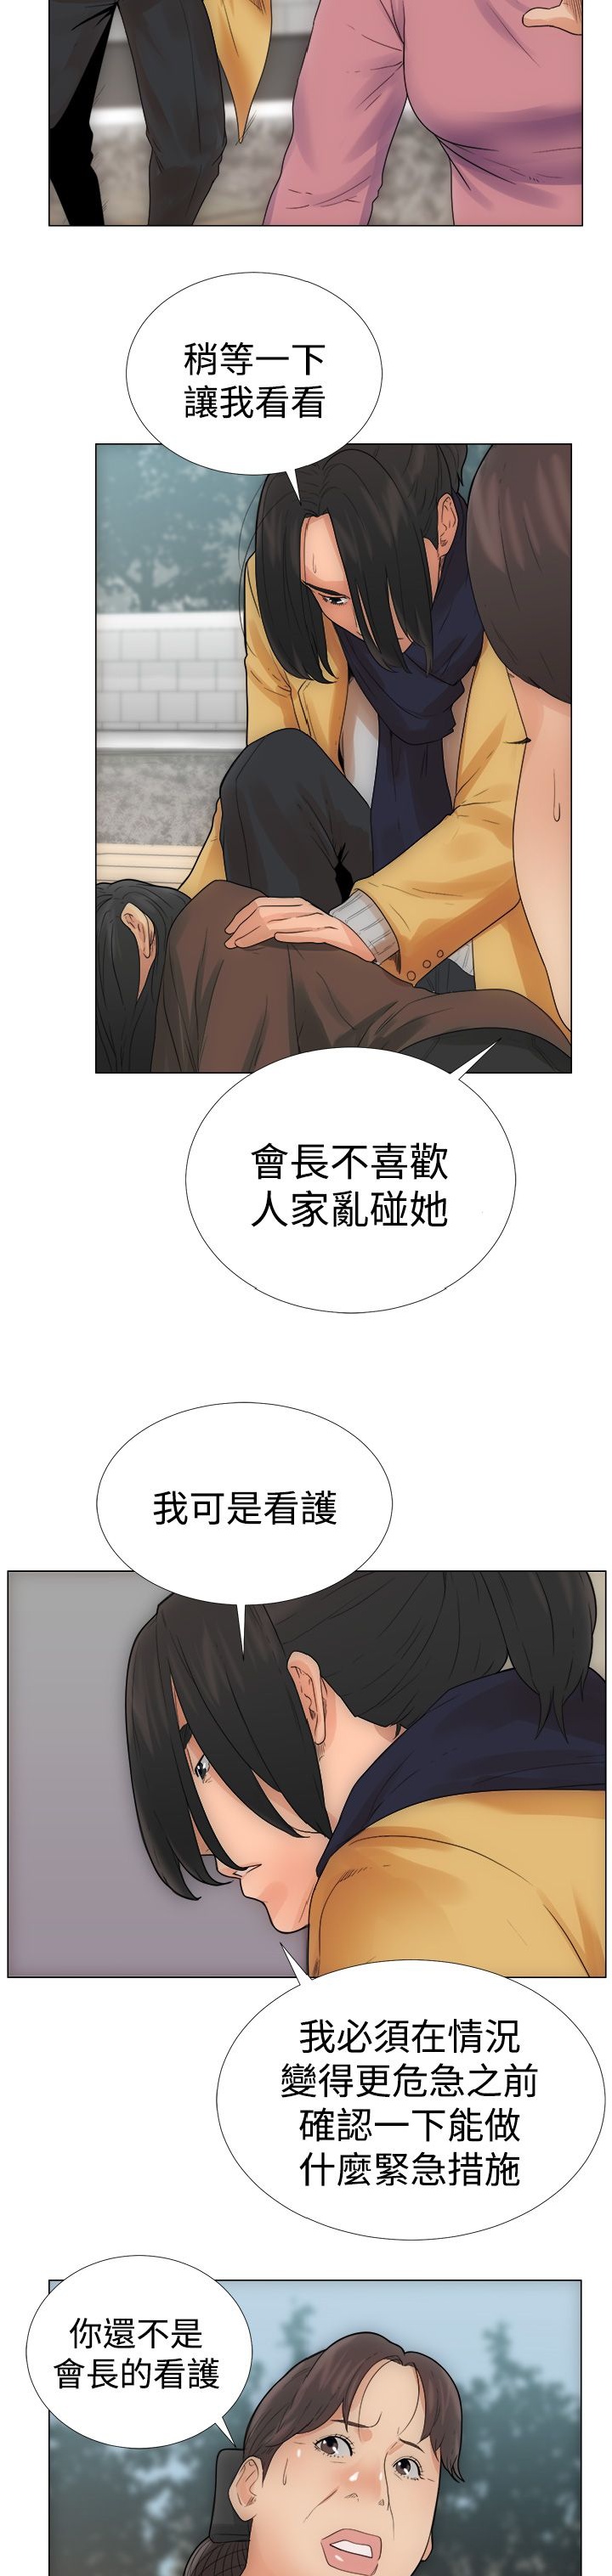 稍等一下
讓我看看
會長不喜歡
人家亂碰她
我可是看護
我必須在情況
變得更危急之前
確認一下能做
什麼緊急措施
你還不是
會長的看護